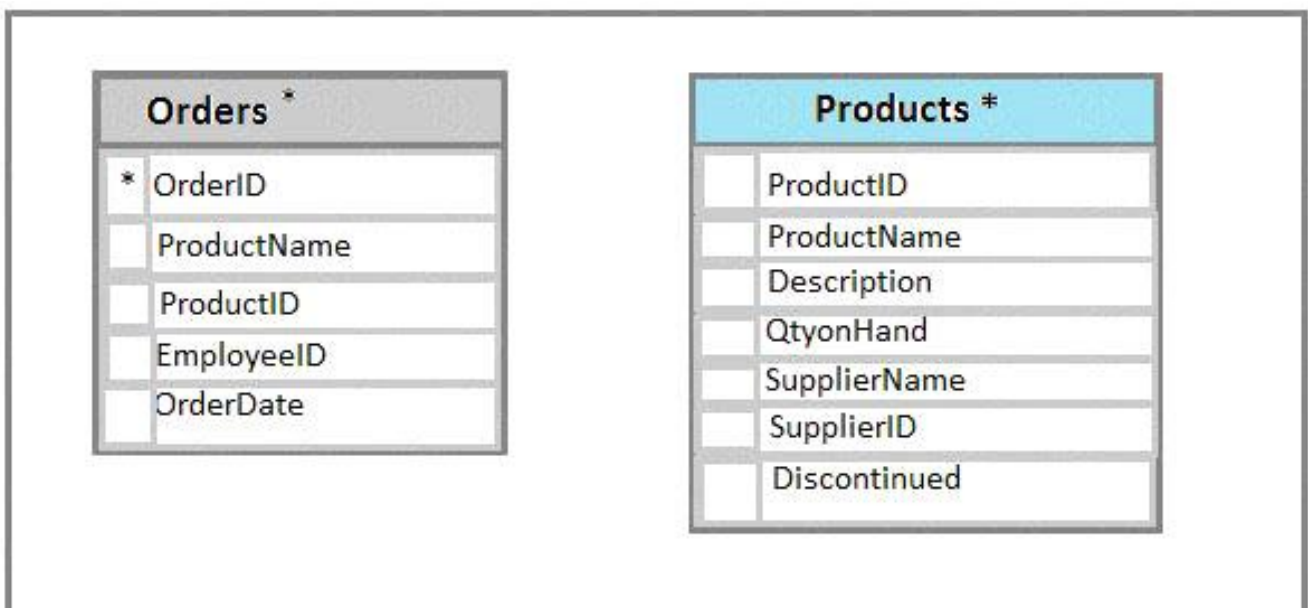 Orders *
* OrderID
ProductName
ProductID
EmployeeID
OrderDate
Products *
ProductID
ProductName
Description
QtyonHand
SupplierName
SupplierID
Discontinued